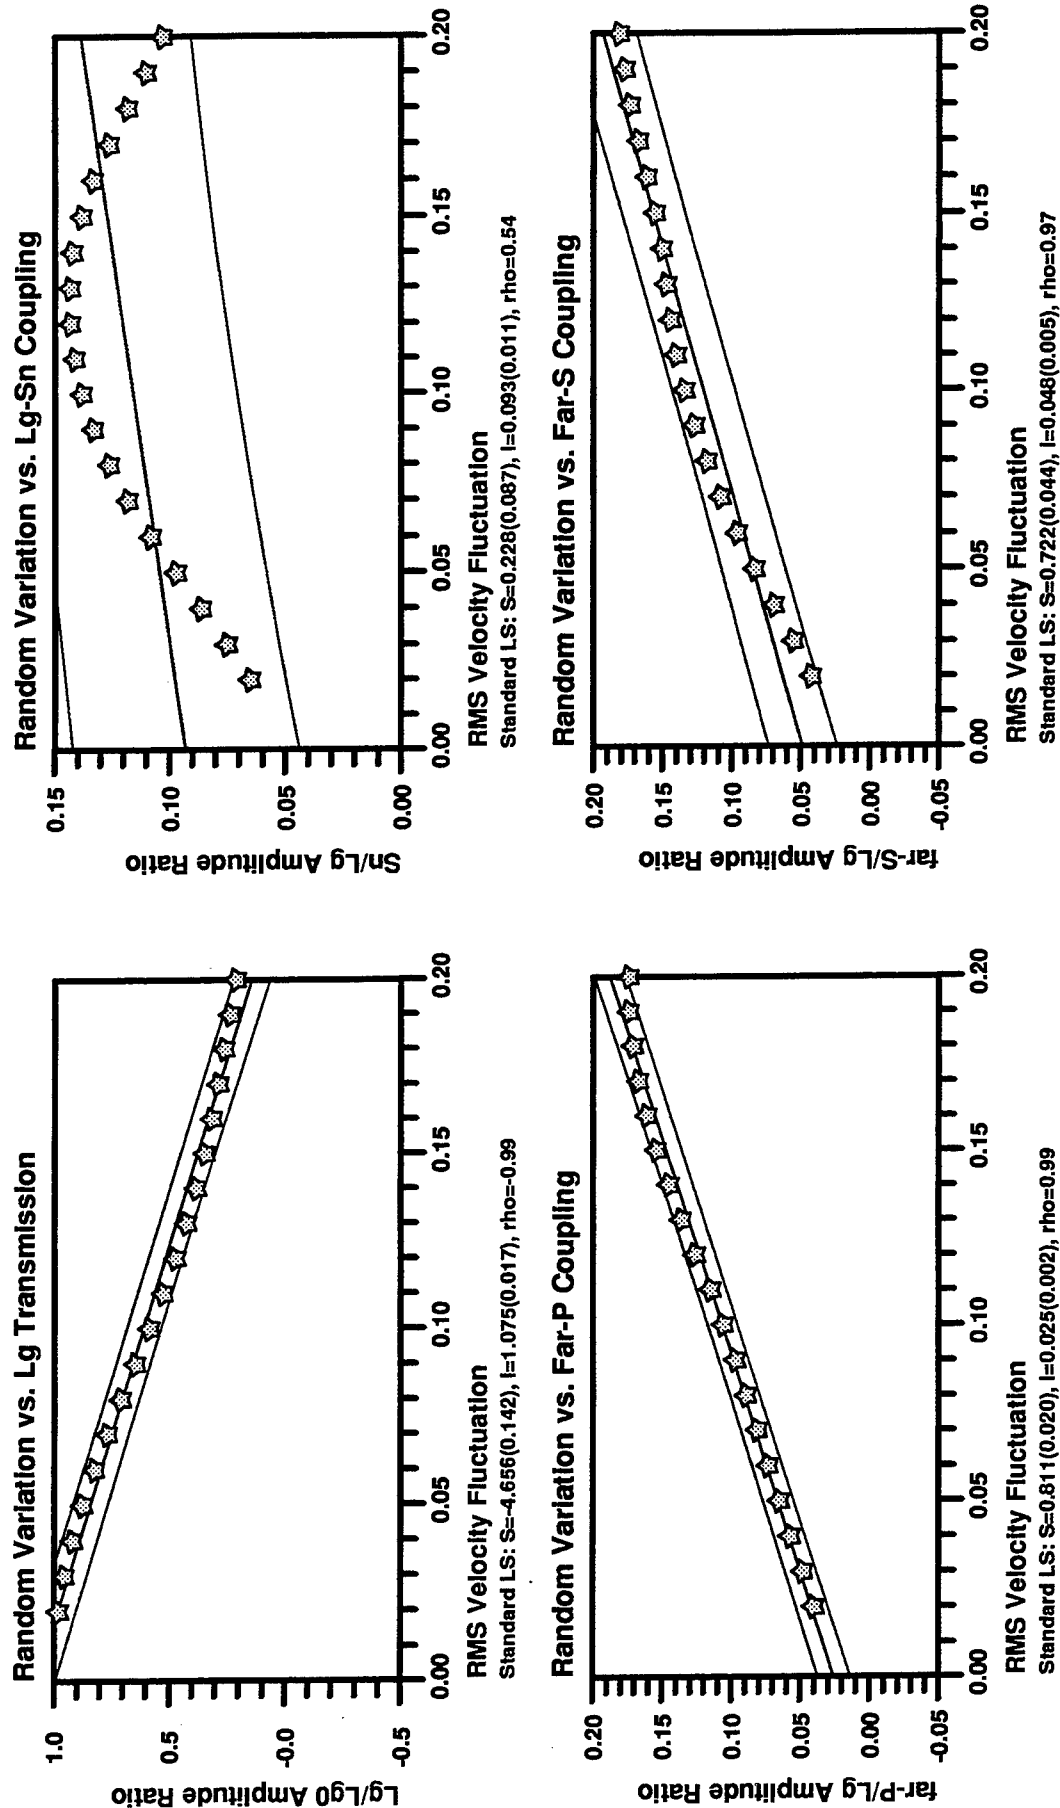 Random Variation vs. Lg Transmission
Lg/Lg0 Amplitude Ratio
1.0
0.5
-0.0
-0.5
0.00
0.05
0.10
0.15
0.20
RMS Velocity Fluctuation
Standard LS: S=-4.656(0.142), I=1.075(0.017), rho=-0.99
Random Variation vs. Lg-Sn Coupling
Sn/Lg Amplitude Ratio
0.15
0.10
0.05
0.00
0.00
0.05
0.10
0.15
0.20
RMS Velocity Fluctuation
Standard LS: S=0.228(0.087), I=0.093(0.011), rho=0.54
Random Variation vs. Far-P Coupling
far-P/Lg Amplitude Ratio
0.20
0.15
0.10
0.05
0.00
-0.05
0.00
0.05
0.10
0.15
0.20
RMS Velocity Fluctuation
Standard LS: S=0.811(0.020), I=0.025(0.002), rho=0.99
Random Variation vs. Far-S Coupling
far-S/Lg Amplitude Ratio
0.20
0.15
0.10
0.05
0.00
-0.05
0.00
0.05
0.10
0.15
0.20
RMS Velocity Fluctuation
Standard LS: S=0.722(0.044), I=0.048(0.005), rho=0.97